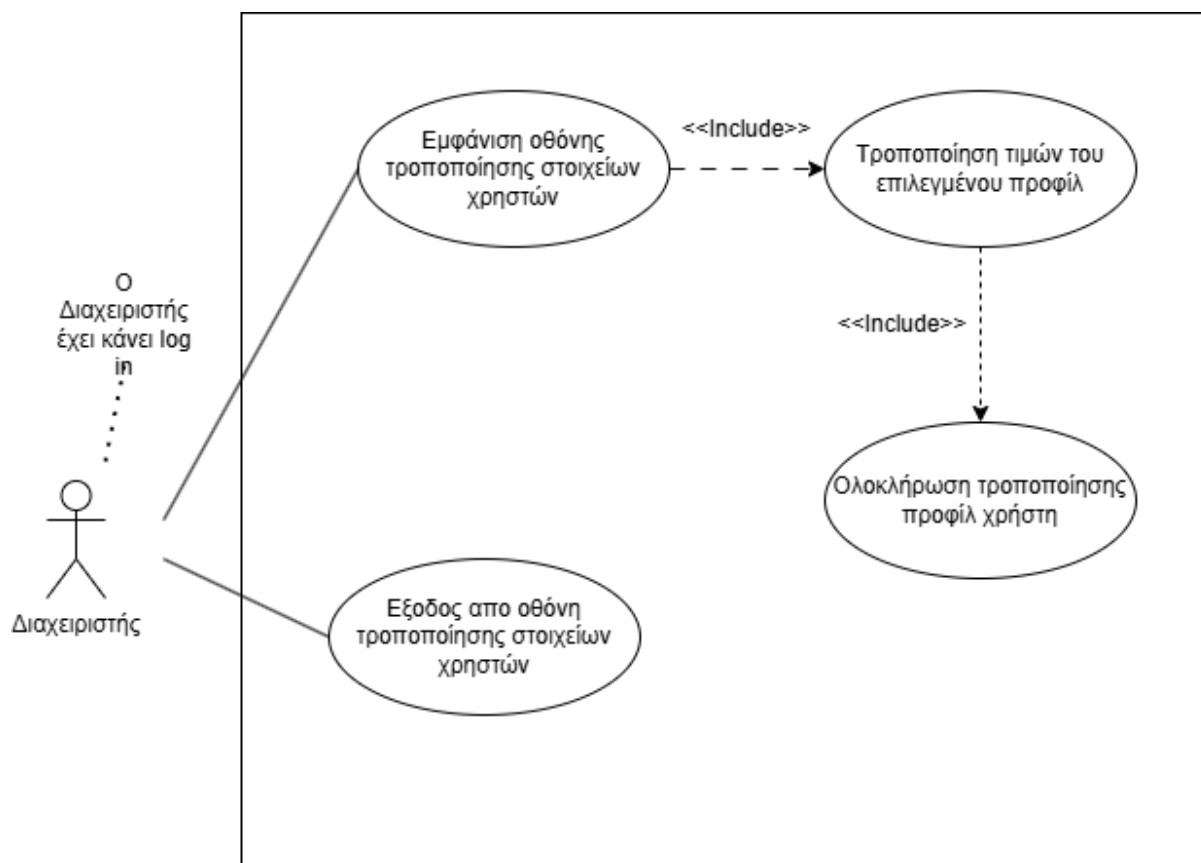 Εμφάνιση οθόνης
τροποποίησης στοιχείων
χρηστών
<<Include>>
Τροποποίηση τιμών του
επιλεγμένου προφίλ
Ο
Διαχειριστής
έχει κάνει log
in
<<Include>>
Ολοκλήρωση τροποποίησης
προφίλ χρήστη
Διαχειριστής
Εξοδος απο οθόνη
τροποποίησης στοιχείων
χρηστών